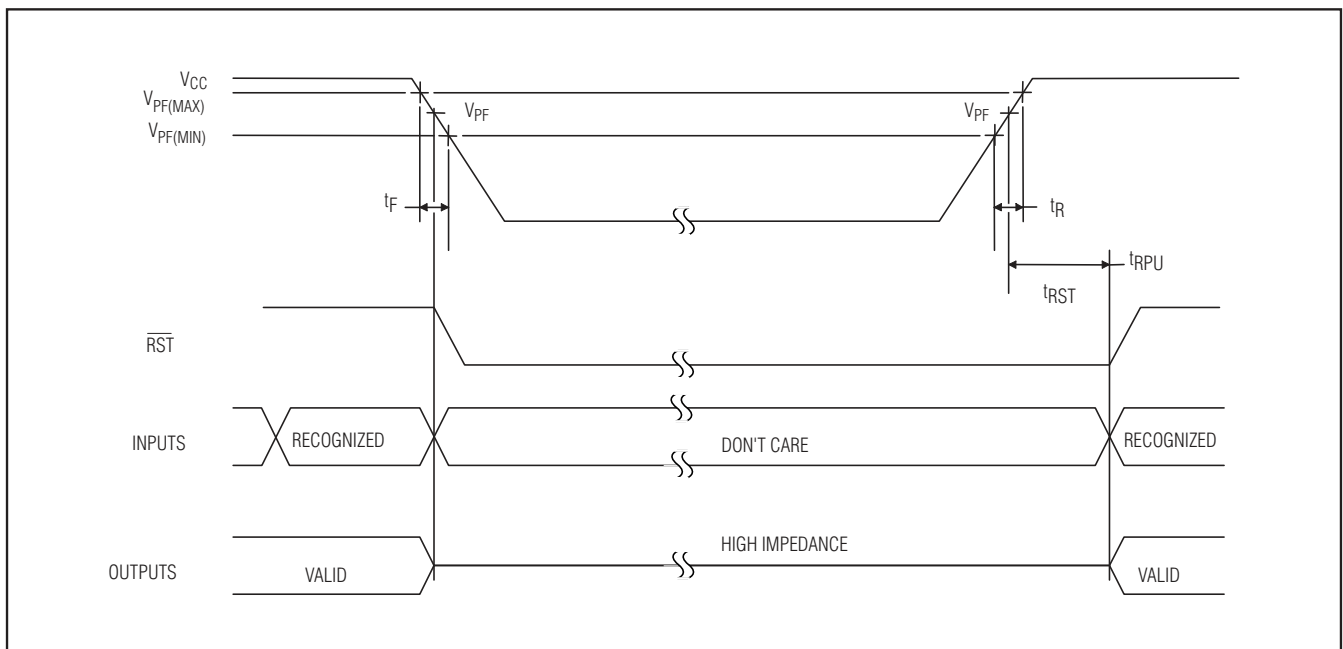 VCC
VPF(MAX)
VPF VPF
VPF(MIN)
tF tR
tRPU
tRST
RST
INPUTS RECOGNIZED DON'T CARE RECOGNIZED
HIGH IMPEDANCE
OUTPUTS VALID VALID